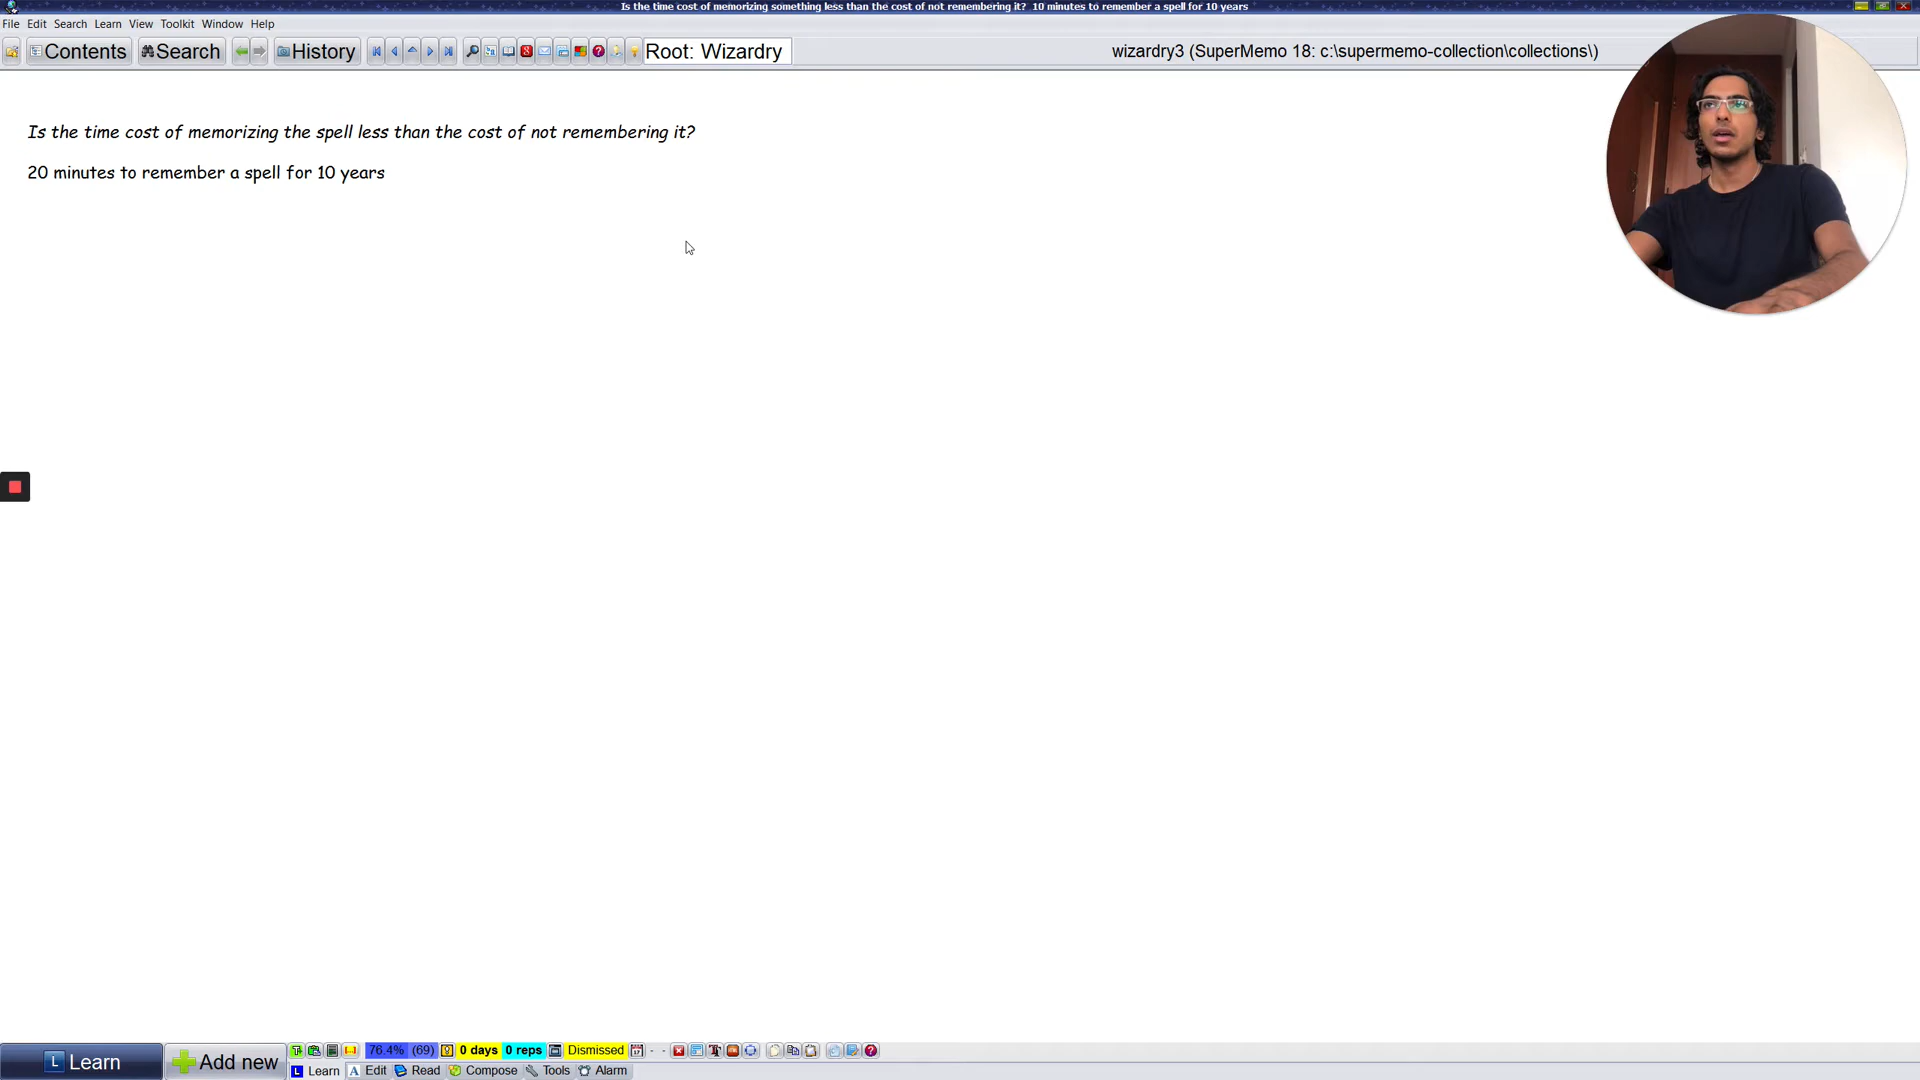 Is the time cost of memorizing something less than the cost of not remembering it? 10 minutes to remember a spell for 10 years
File Edit Search Learn View Toolkit Window Help
Contents Search History Root: Wizardry wizardry3 (SuperMemo 18: c:\supermemo-collection\collections\)
Is the time cost of memorizing the spell less than the cost of not remembering it?
20 minutes to remember a spell for 10 years
L Learn Add new
76.4% (69) 0 days 0 reps Dismissed - -
L Learn A Edit Read Compose Tools Alarm